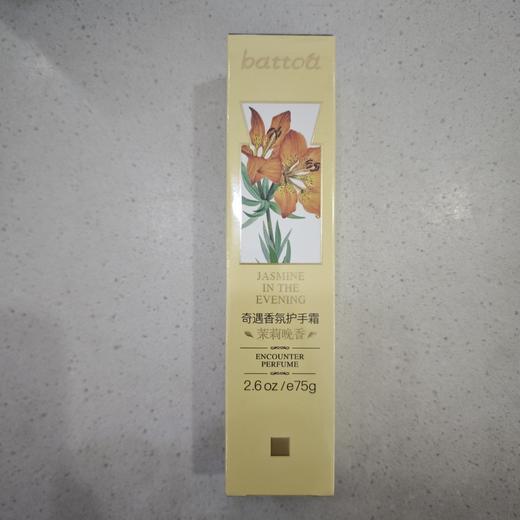 battoa
JASMINE
IN THE
EVENING
奇遇香氛护手霜
茉莉晚香
ENCOUNTER
PERFUME
2.6 oz/e75g